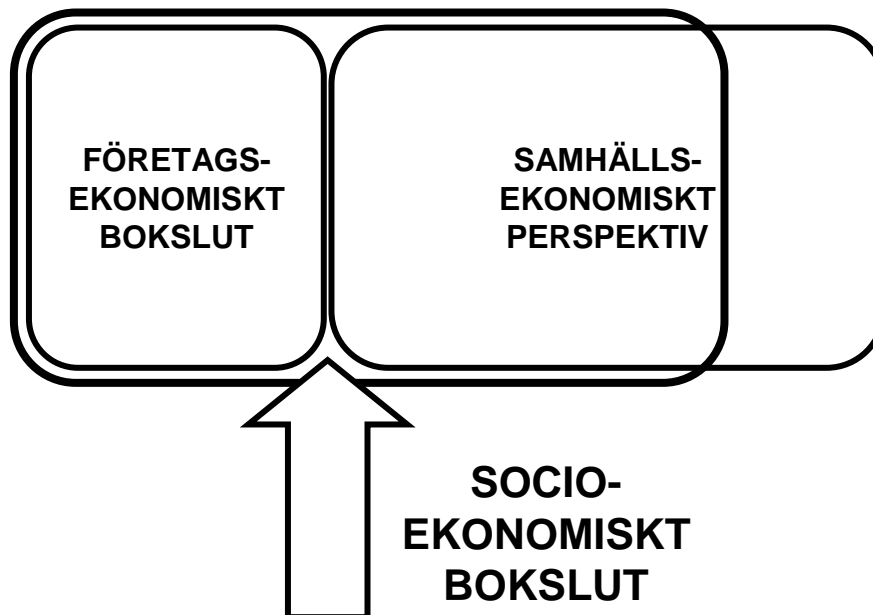 FÖRETAGS-
EKONOMISKT
BOKSLUT
SAMHÄLLS-
EKONOMISKT
PERSPEKTIV
SOCIO-
EKONOMISKT
BOKSLUT